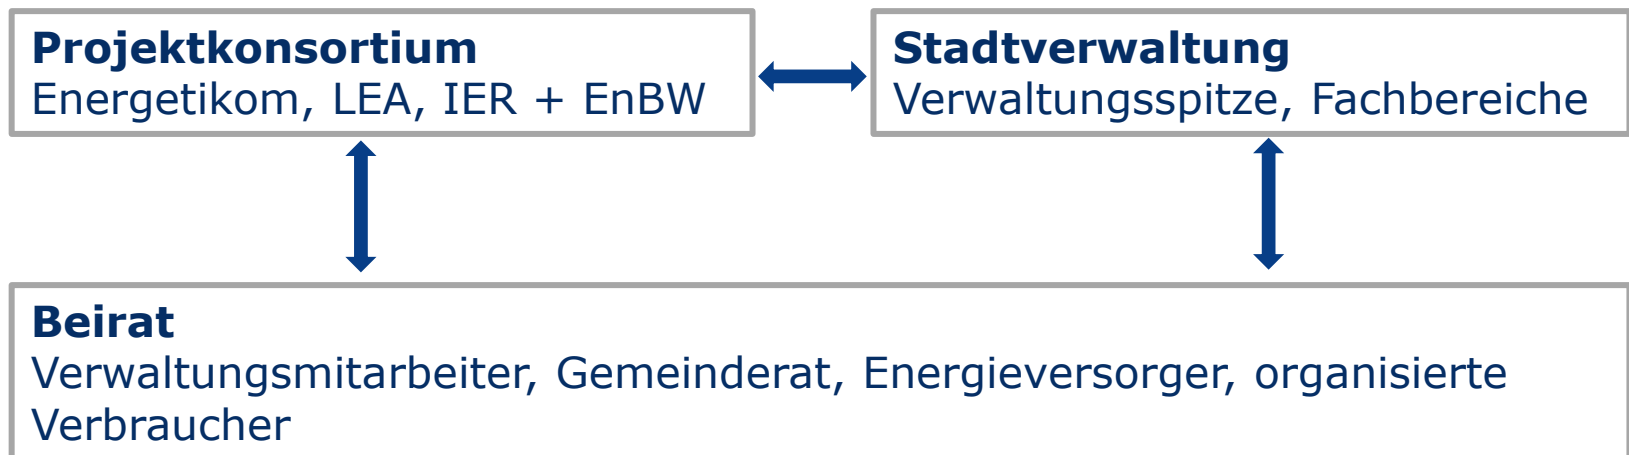 Projektkonsortium
Energetikom, LEA, IER + EnBW
Stadtverwaltung
Verwaltungsspitze, Fachbereiche
Beirat
Verwaltungsmitarbeiter, Gemeinderat, Energieversorger, organisierte
Verbraucher